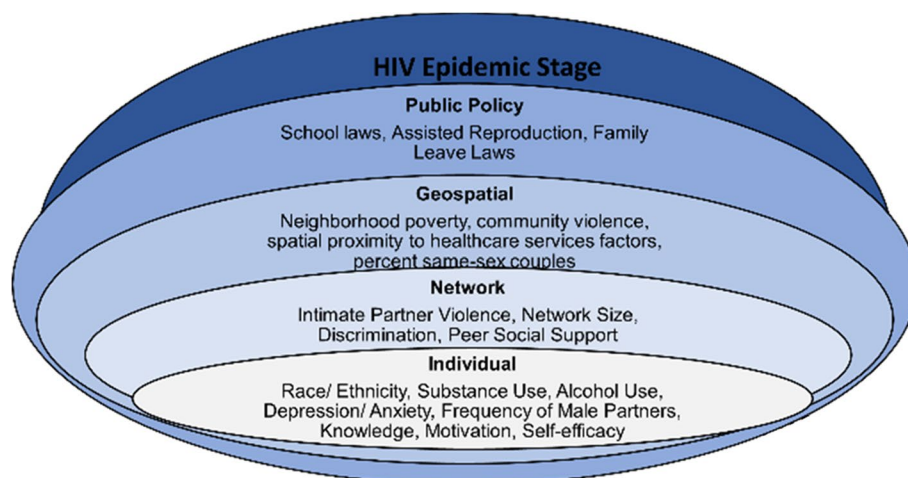 HIV Epidemic Stage
Public Policy
School laws, Assisted Reproduction, Family
Leave Laws
Geospatial
Neighborhood poverty, community violence,
spatial proximity to healthcare services factors,
percent same-sex couples
Network
Intimate Partner Violence, Network Size,
Discrimination, Peer Social Support
Individual
Race/ Ethnicity, Substance Use, Alcohol Use,
Depression/ Anxiety, Frequency of Male Partners,
Knowledge, Motivation, Self-efficacy